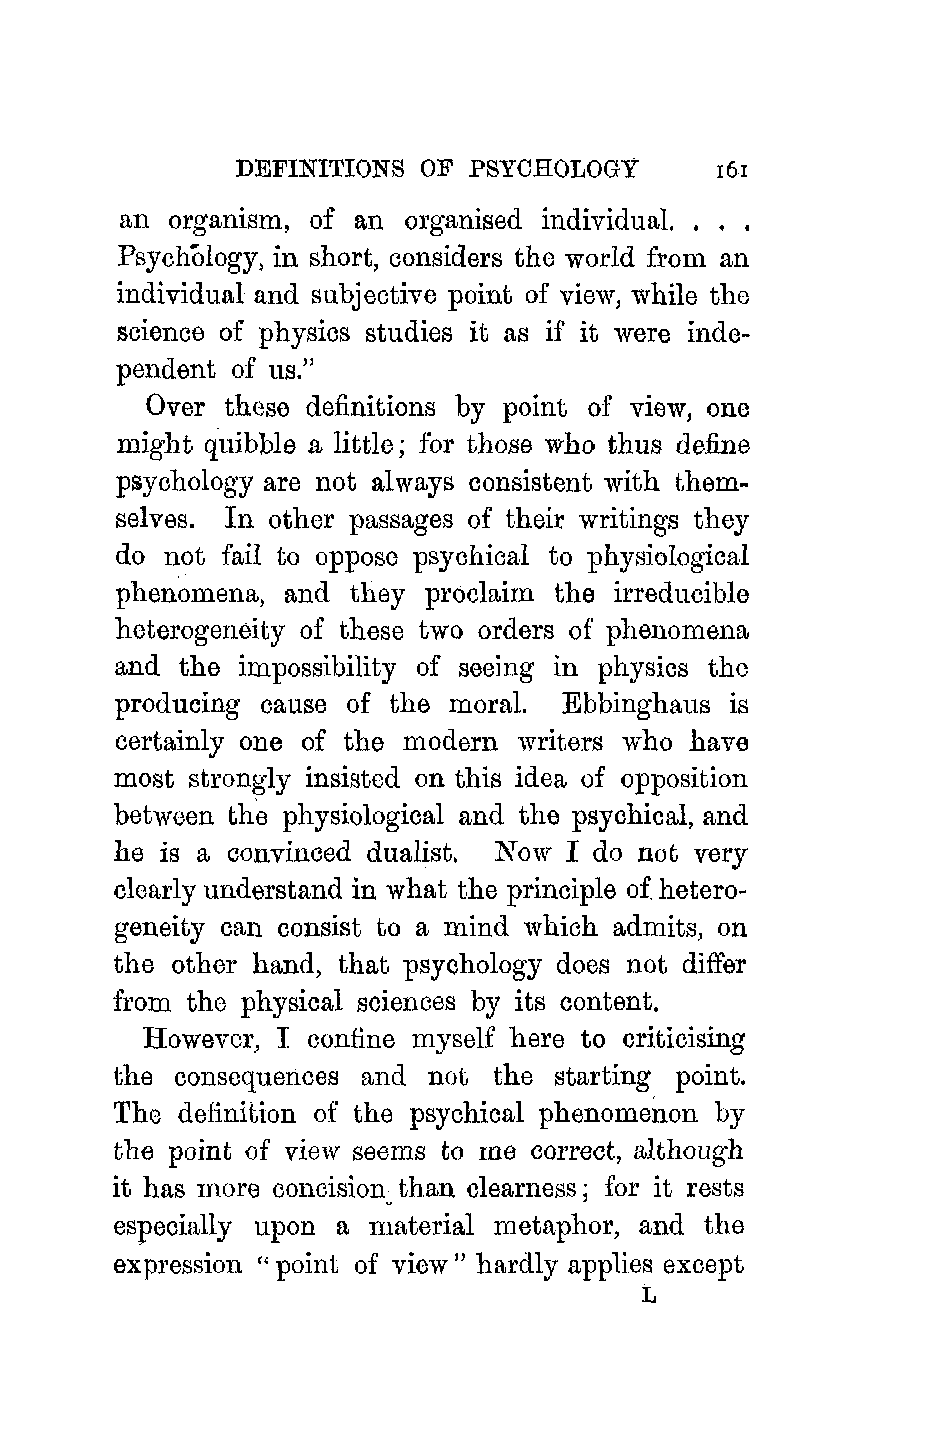 DEFINITIONS OF PSYCHOLOGY 161
an organism, of an organised individual. . . .
Psychology, in short, considers the world from an
individual and subjective point of view, while the
science of physics studies it as if it were inde-
pendent of us.”
Over these definitions by point of view, one
might quibble a little; for those who thus define
psychology are not always consistent with them-
selves. In other passages of their writings they
do not fail to oppose psychical to physiological
phenomena, and they proclaim the irreducible
heterogeneity of these two orders of phenomena
and the impossibility of seeing in physics the
producing cause of the moral. Ebbinghaus is
certainly one of the modern writers who have
most strongly insisted on this idea of opposition
between the physiological and the psychical, and
he is a convinced dualist. Now I do not very
clearly understand in what the principle of hetero-
geneity can consist to a mind which admits, on
the other hand, that psychology does not differ
from the physical sciences by its content.
However, I confine myself here to criticising
the consequences and not the starting point.
The definition of the psychical phenomenon by
the point of view seems to me correct, although
it has more concision than clearness; for it rests
especially upon a material metaphor, and the
expression “point of view” hardly applies except
L